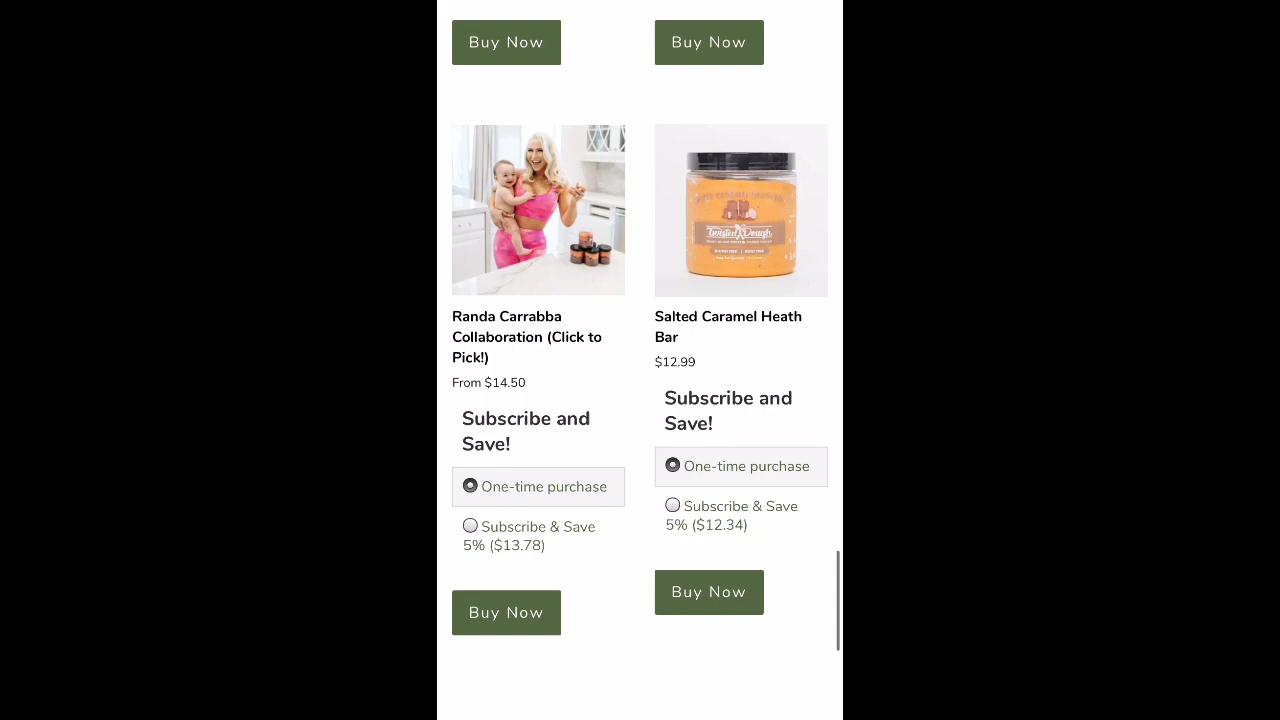 Buy Now
Buy Now
Randa Carrabba
Collaboration (Click to
Pick!)
From $14.50
Subscribe and
Save!
One-time purchase
Subscribe & Save
5% ($13.78)
Buy Now
Twisted Dough
Salted Caramel Heath
Bar
$12.99
Subscribe and
Save!
One-time purchase
Subscribe & Save
5% ($12.34)
Buy Now